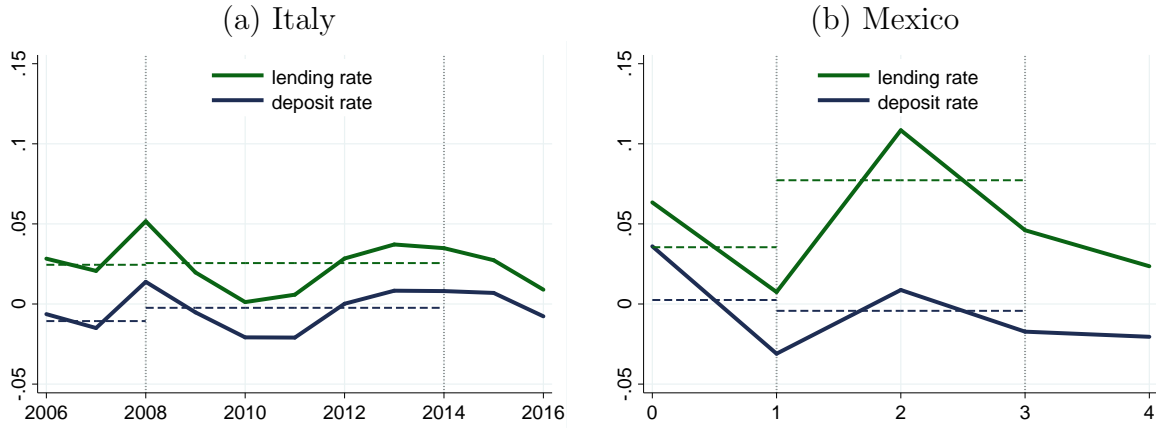 (a) Italy
lending rate
deposit rate
.15
.1
.05
0
-.05
2006 2008 2010 2012 2014 2016
(b) Mexico
lending rate
deposit rate
.15
.1
.05
0
-.05
0 1 2 3 4